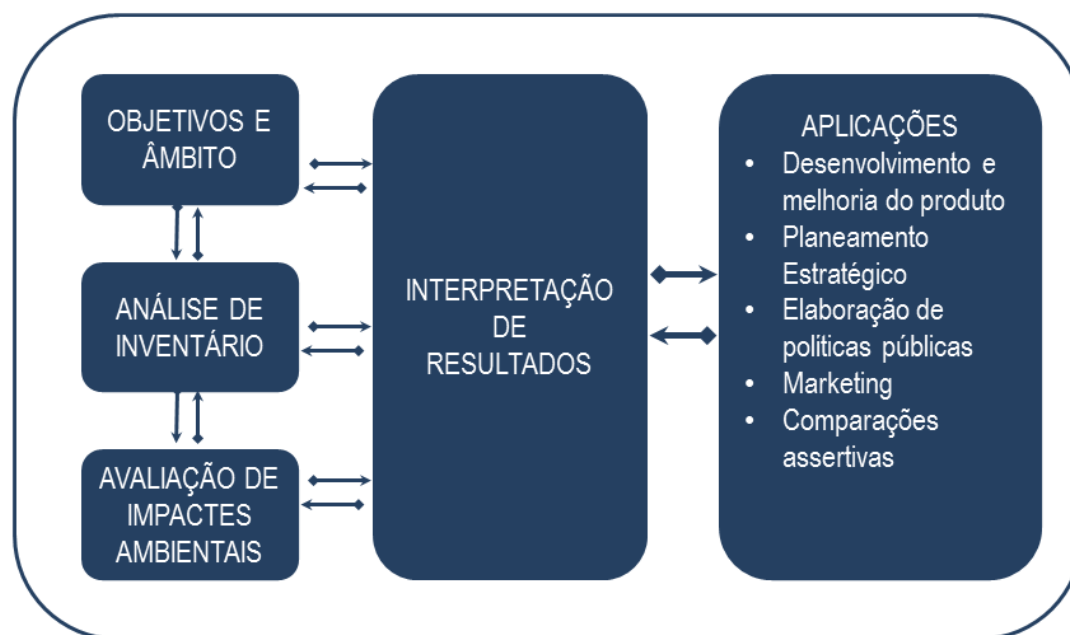 OBJETIVOS E
ÂMBITO
ANÁLISE DE
INVENTÁRIO
AVALIAÇÃO DE
IMPACTES
AMBIENTAIS
INTERPRETAÇÃO
DE
RESULTADOS
APLICAÇÕES
• Desenvolvimento e
melhoria do produto
• Planeamento
Estratégico
• Elaboração de
politicas públicas
• Marketing
• Comparações
assertivas